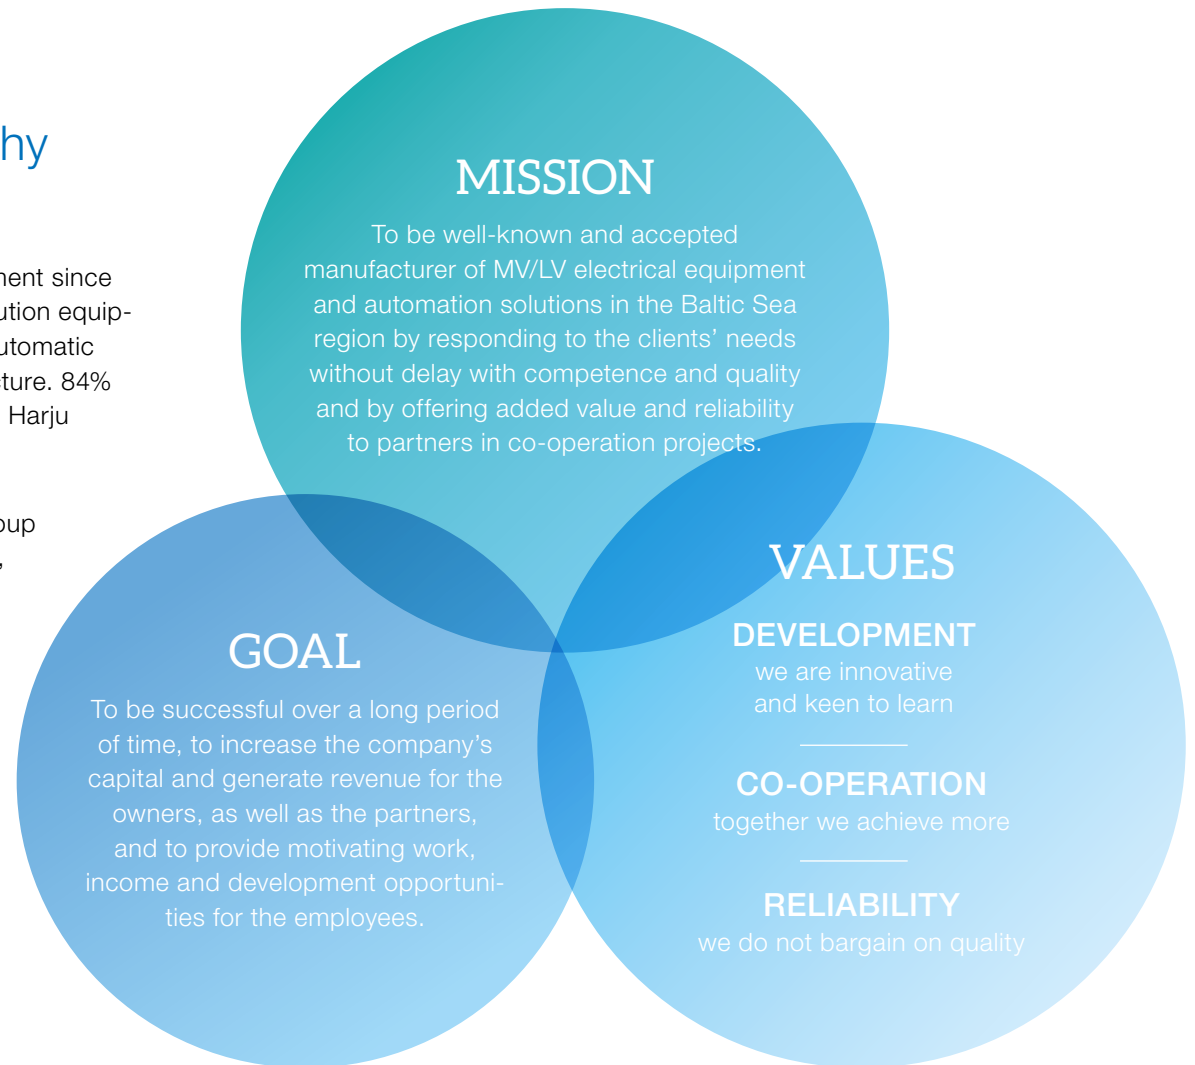 hy
ment since
ution equip-
utomatic
cture. 84%
Harju
oup
,
MISSION
To be well-known and accepted
manufacturer of MV/LV electrical equipment
and automation solutions in the Baltic Sea
region by responding to the clients’ needs
without delay with competence and quality
and by offering added value and reliability
to partners in co-operation projects.
GOAL
To be successful over a long period
of time, to increase the company’s
capital and generate revenue for the
owners, as well as the partners,
and to provide motivating work,
income and development opportuni-
ties for the employees.
VALUES
DEVELOPMENT
we are innovative
and keen to learn
CO-OPERATION
together we achieve more
RELIABILITY
we do not bargain on quality